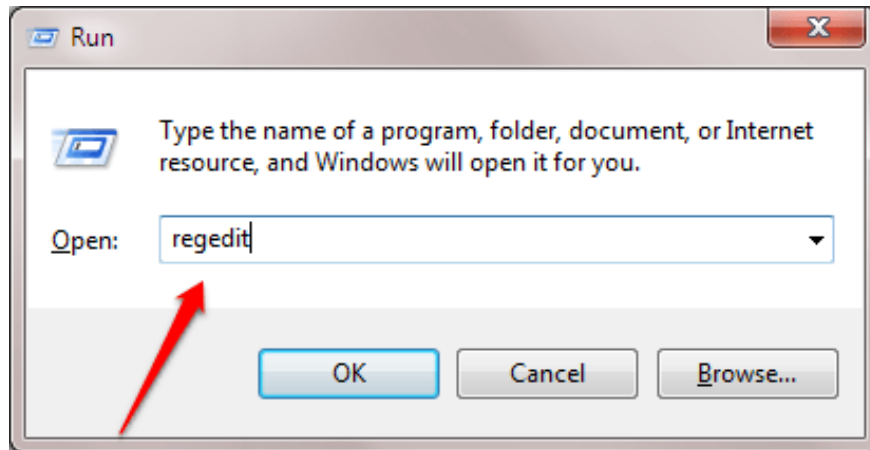 Run
Type the name of a program, folder, document, or Internet
resource, and Windows will open it for you.
Open: regedit
OK Cancel Browse...